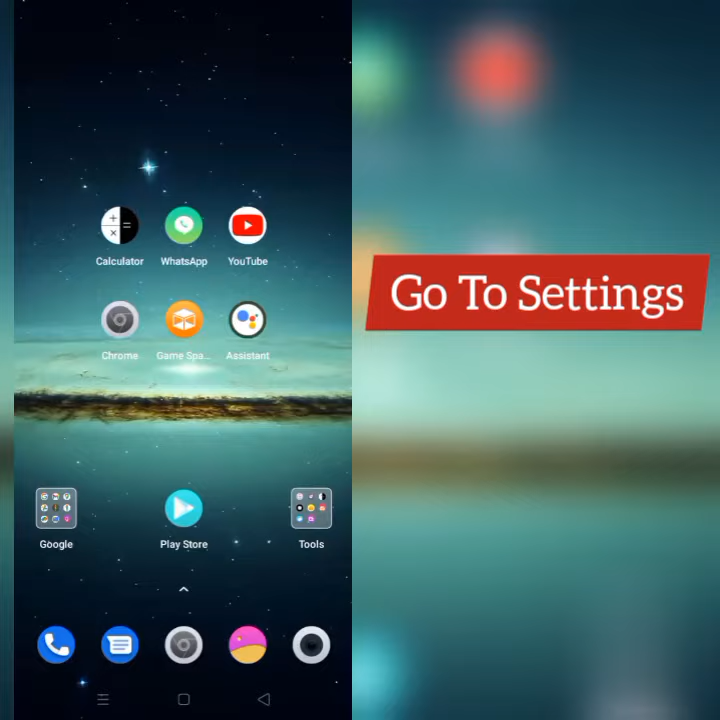 Calculator WhatsApp YouTube
Chrome Game Spa... Assistant
Google Play Store Tools
Go To Settings